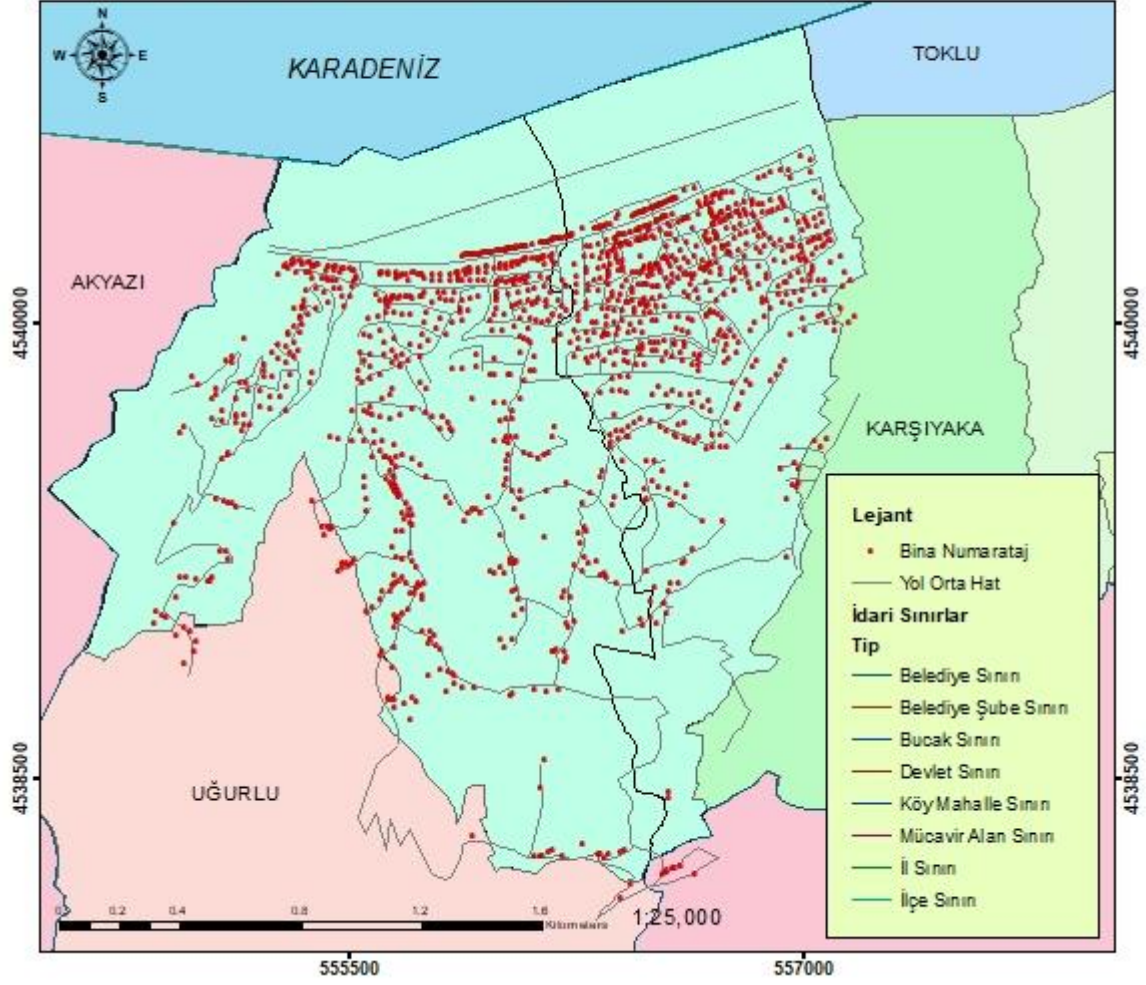 N
W E
S
KARADENİZ
TOKLU
AKYAZI
4540000
4540000
KARŞIYAKA
Lejant
Bina Numarataj
Yol Orta Hat
İdari Sınırlar
Tip
Belediye Sınırı
Belediye Şube Sınırı
Bucak Sınırı
Devlet Sınırı
Köy Mahalle Sınırı
Mücavir Alan Sınırı
İl Sınırı
İlçe Sınırı
4538500
4538500
UĞURLU
0.2 0.4 0.8 1.2 1.6
Kilometers
1:25,000
555500
557000